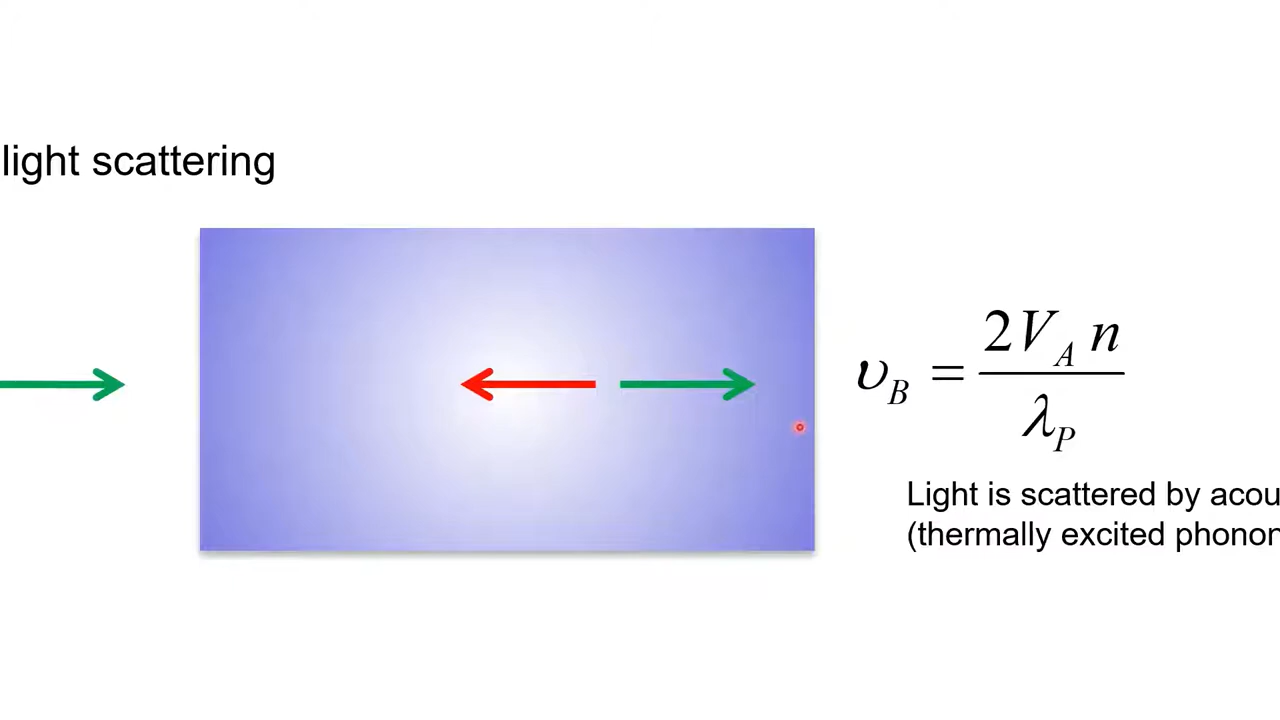 light scattering
υ_B = 2V_A n / λ_P
Light is scattered by acou
(thermally excited phonon